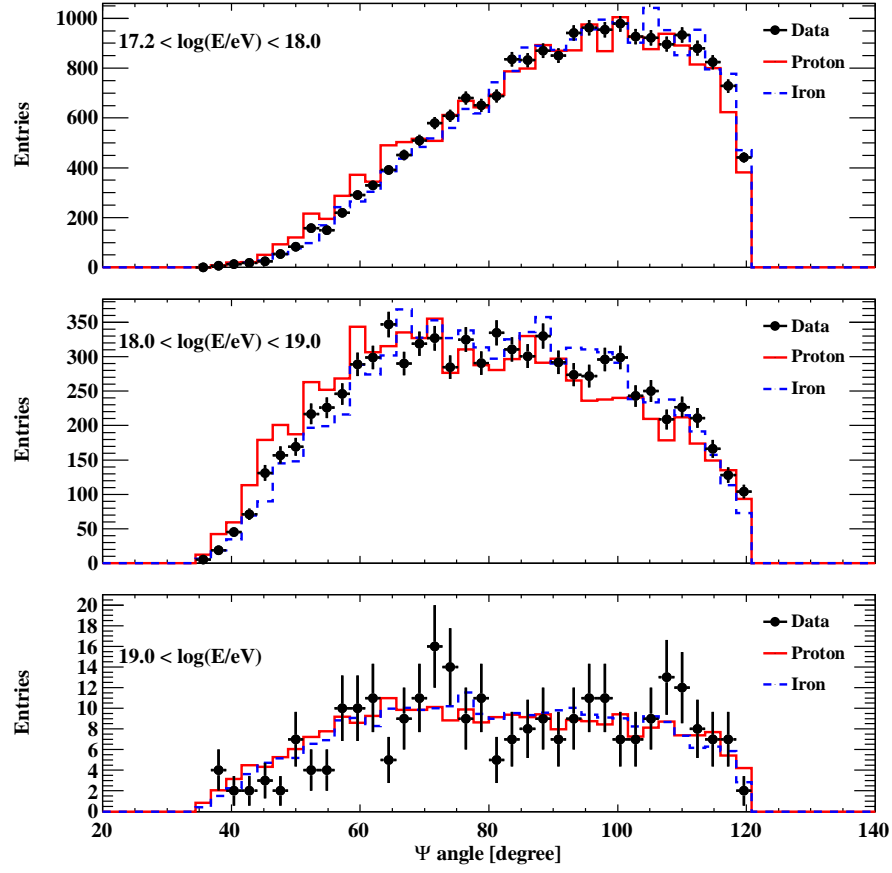 1000
800
600
400
200
0
Entries
17.2 < log(E/eV) < 18.0
Data
Proton
Iron
350
300
250
200
150
100
50
0
Entries
18.0 < log(E/eV) < 19.0
Data
Proton
Iron
20
18
16
14
12
10
8
6
4
2
0
Entries
19.0 < log(E/eV)
Data
Proton
Iron
20 40 60 80 100 120 140
Ψ angle [degree]